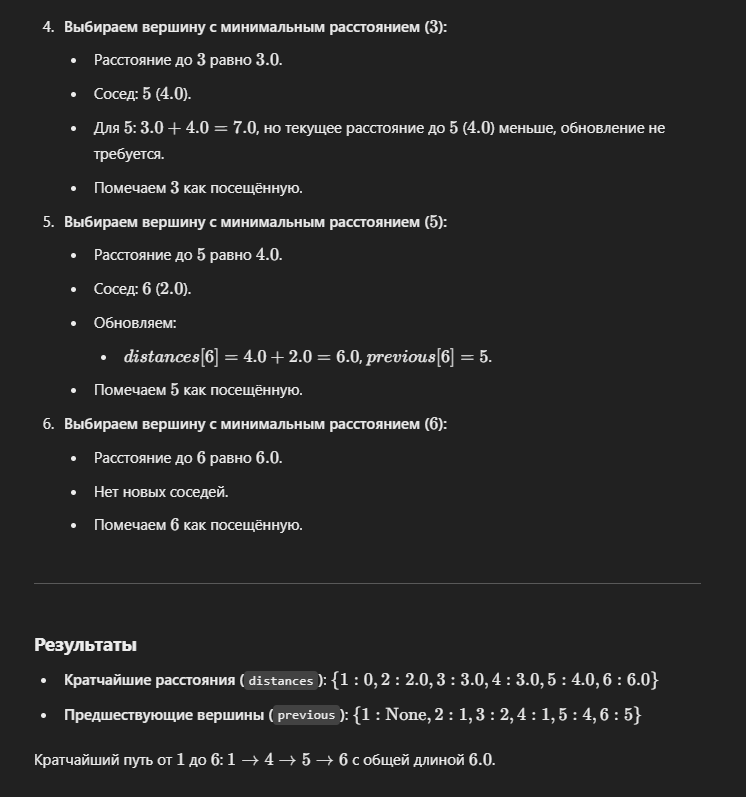 4. Выбираем вершину с минимальным расстоянием (3):
• Расстояние до 3 равно 3.0.
• Сосед: 5 (4.0).
• Для 5: 3.0 + 4.0 = 7.0, но текущее расстояние до 5 (4.0) меньше, обновление не
требуется.
• Помечаем 3 как посещённую.
5. Выбираем вершину с минимальным расстоянием (5):
• Расстояние до 5 равно 4.0.
• Сосед: 6 (2.0).
• Обновляем:
• distances[6] = 4.0 + 2.0 = 6.0, previous[6] = 5.
• Помечаем 5 как посещённую.
6. Выбираем вершину с минимальным расстоянием (6):
• Расстояние до 6 равно 6.0.
• Нет новых соседей.
• Помечаем 6 как посещённую.
Результаты
• Кратчайшие расстояния (distances): {1 : 0, 2 : 2.0, 3 : 3.0, 4 : 3.0, 5 : 4.0, 6 : 6.0}
• Предшествующие вершины (previous): {1 : None, 2 : 1, 3 : 2, 4 : 1, 5 : 4, 6 : 5}
Кратчайший путь от 1 до 6: 1 → 4 → 5 → 6 с общей длиной 6.0.